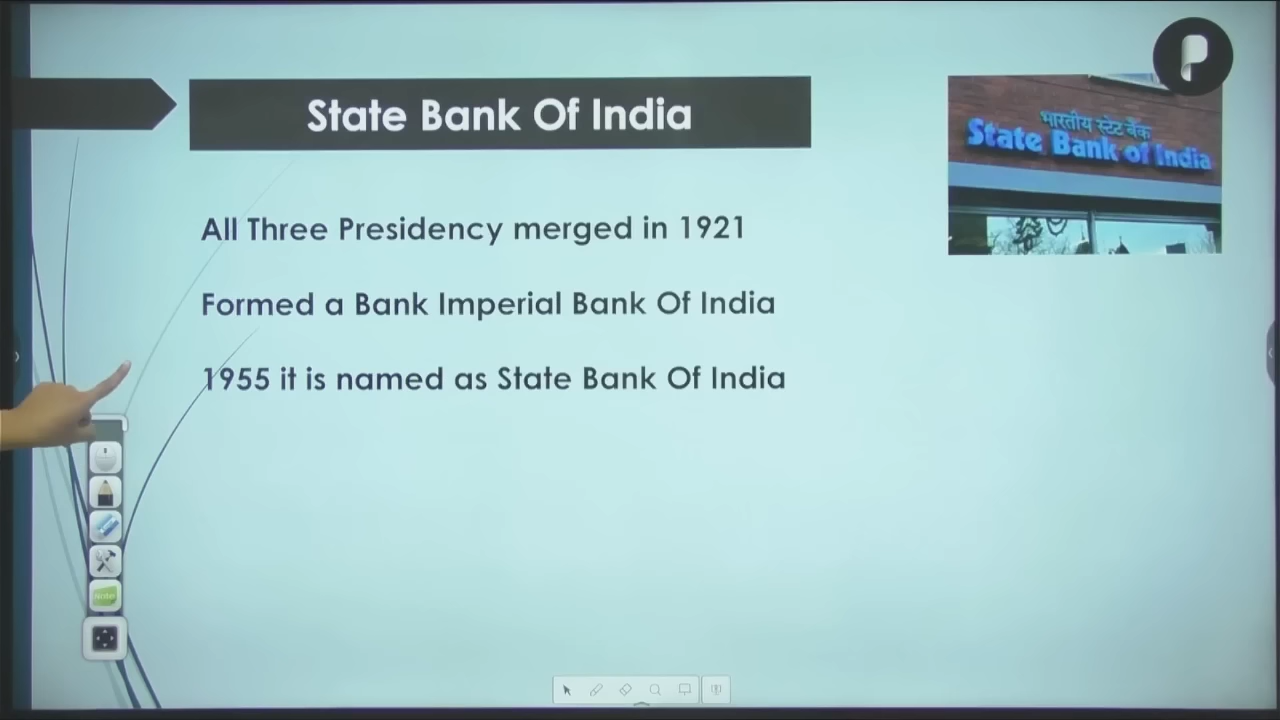 State Bank Of India
भारतीय स्टेट बैंक
State Bank of India
All Three Presidency merged in 1921
Formed a Bank Imperial Bank Of India
1955 it is named as State Bank Of India
Note